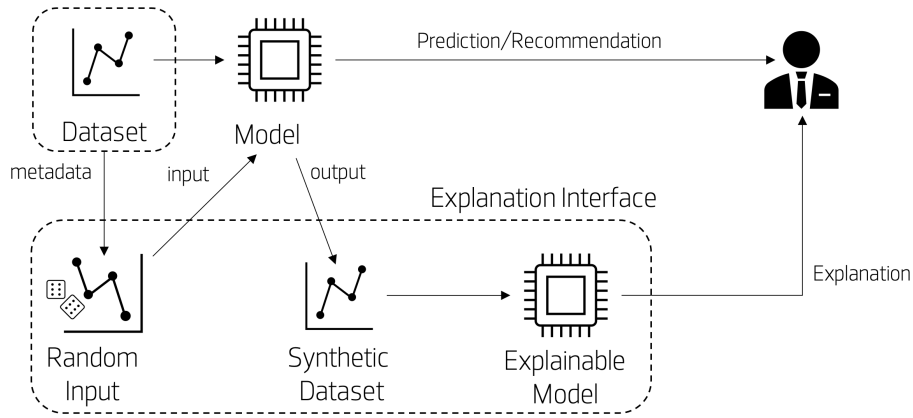 Prediction/Recommendation
Dataset
Model
metadata
input
output
Explanation Interface
Explanation
Random
Input
Synthetic
Dataset
Explainable
Model